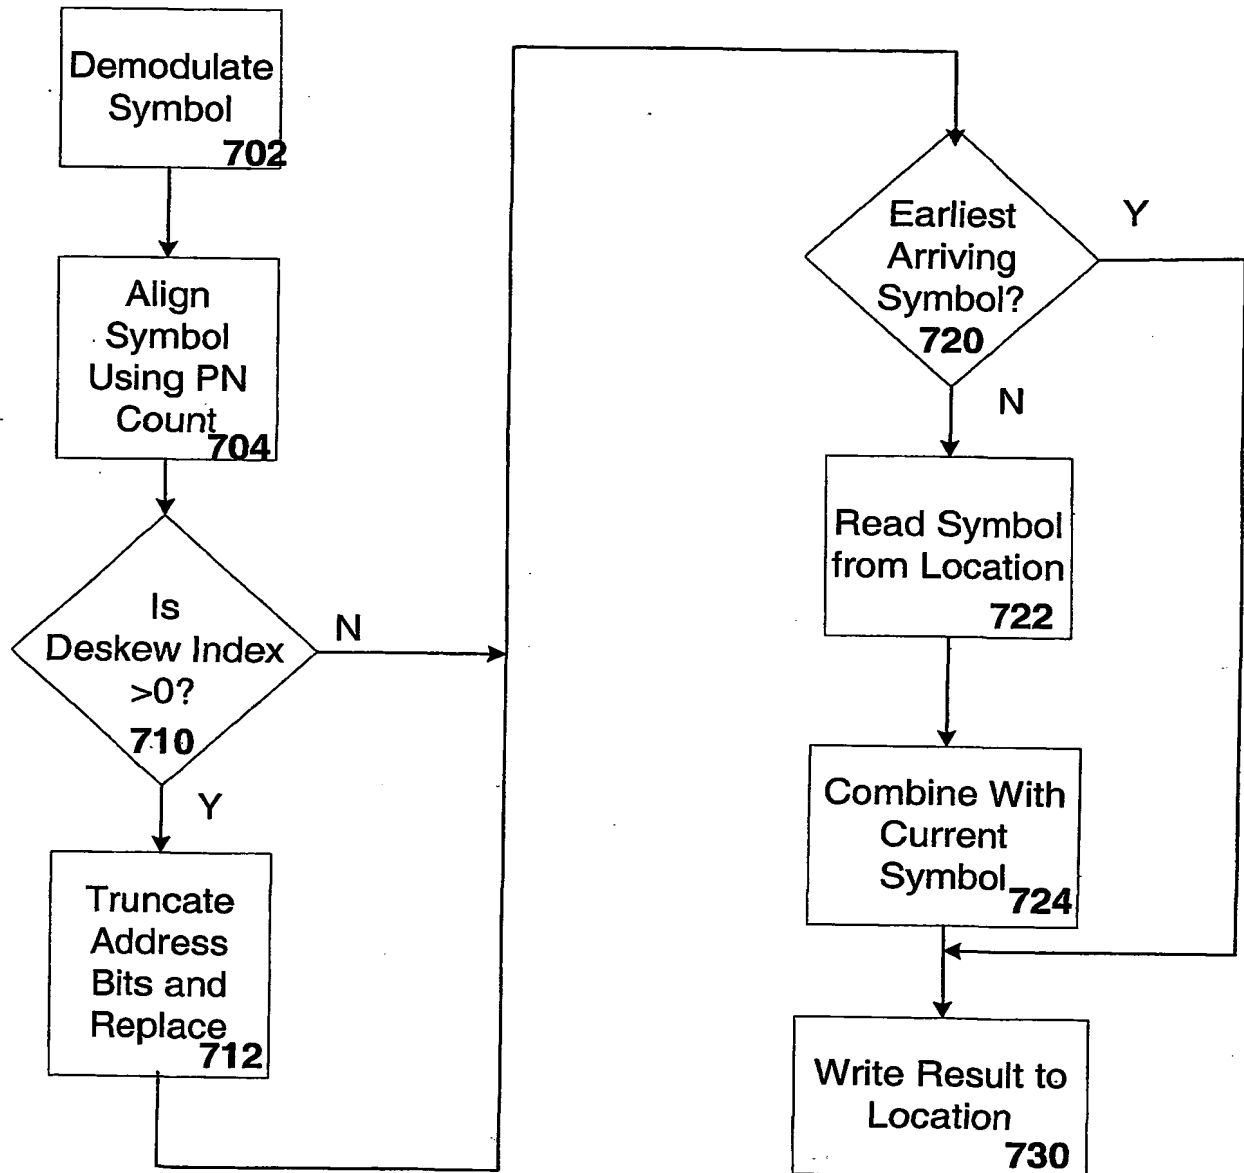 Demodulate
Symbol
702
Align
Symbol
Using PN
Count
704
Is
Deskew Index
>0?
710
N
Y
Truncate
Address
Bits and
Replace
712
Earliest
Arriving
Symbol?
720
Y
N
Read Symbol
from Location
722
Combine With
Current
Symbol
724
Write Result to
Location
730